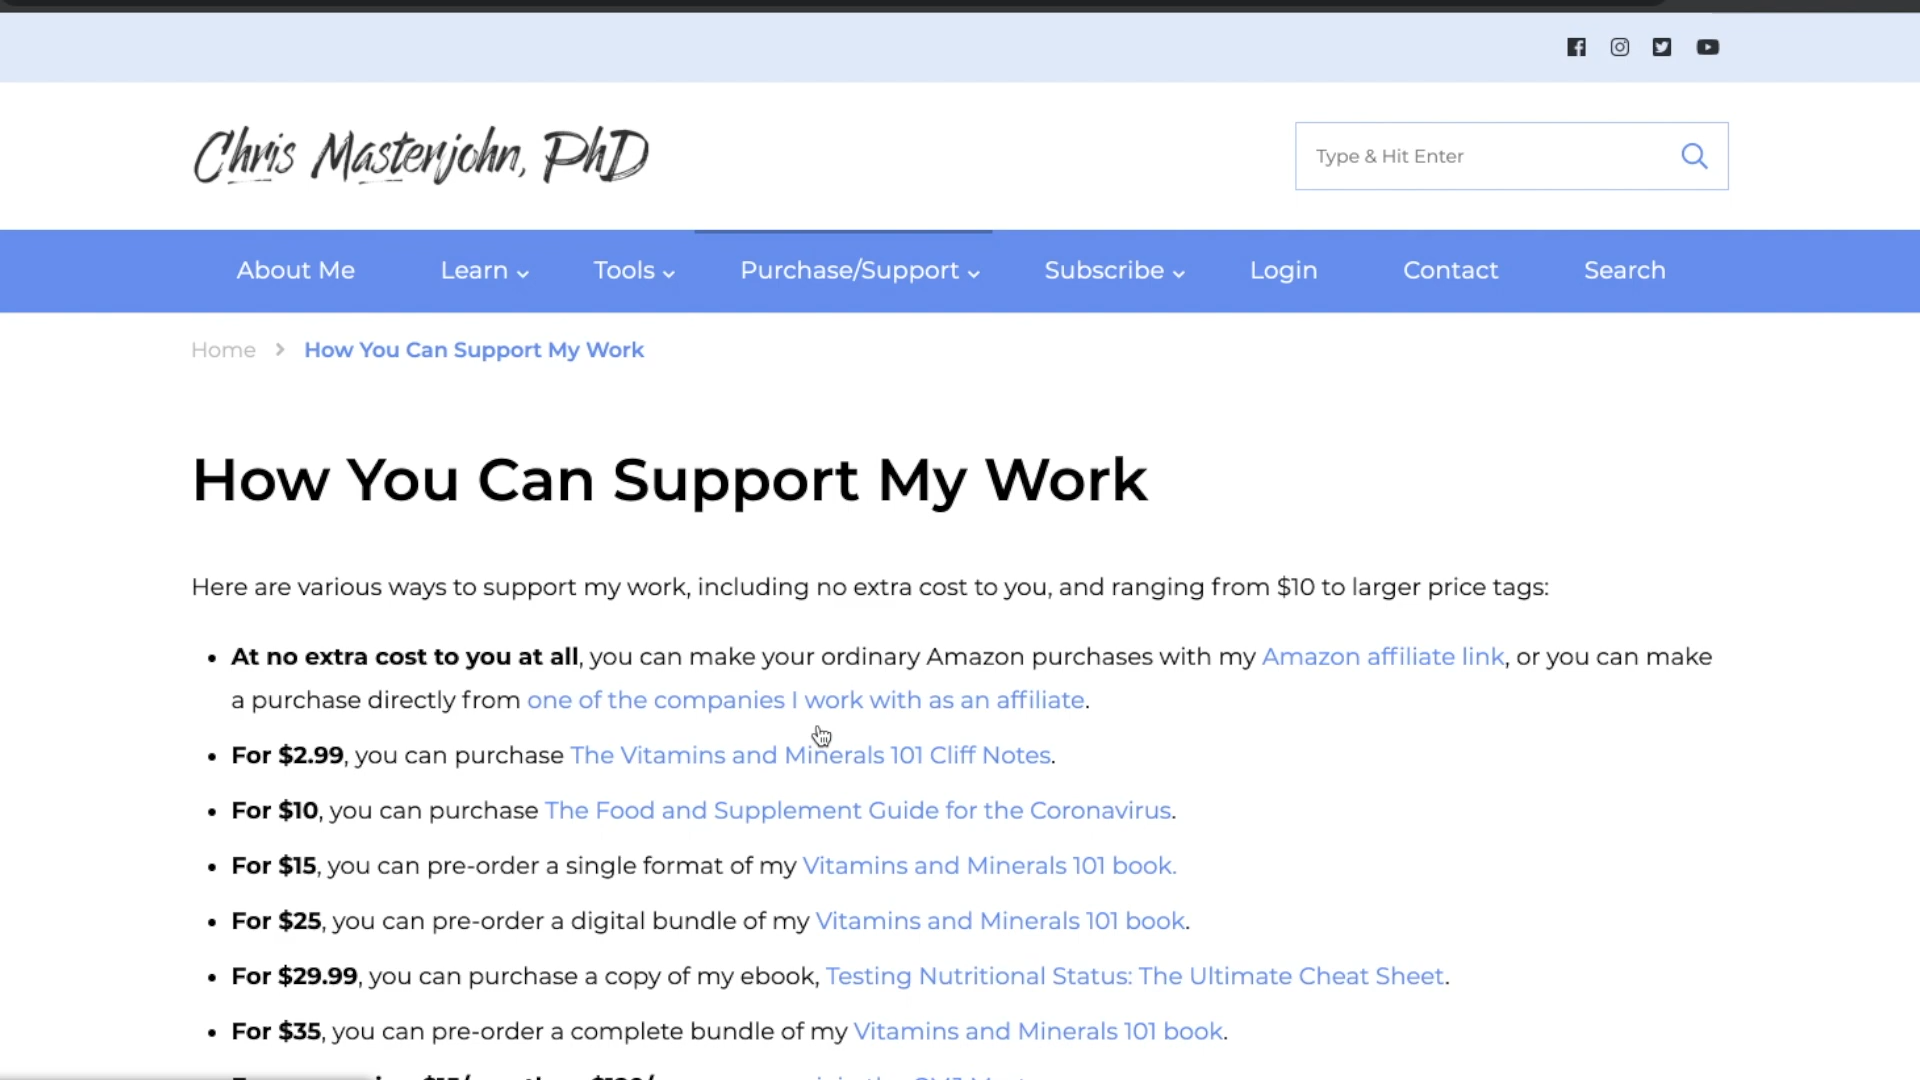 Chris Masterjohn, PhD
Type & Hit Enter
About Me Learn Tools Purchase/Support Subscribe Login Contact Search
Home > How You Can Support My Work
How You Can Support My Work
Here are various ways to support my work, including no extra cost to you, and ranging from $10 to larger price tags:
• At no extra cost to you at all, you can make your ordinary Amazon purchases with my Amazon affiliate link, or you can make
a purchase directly from one of the companies I work with as an affiliate.
• For $2.99, you can purchase The Vitamins and Minerals 101 Cliff Notes.
• For $10, you can purchase The Food and Supplement Guide for the Coronavirus.
• For $15, you can pre-order a single format of my Vitamins and Minerals 101 book.
• For $25, you can pre-order a digital bundle of my Vitamins and Minerals 101 book.
• For $29.99, you can purchase a copy of my ebook, Testing Nutritional Status: The Ultimate Cheat Sheet.
• For $35, you can pre-order a complete bundle of my Vitamins and Minerals 101 book.